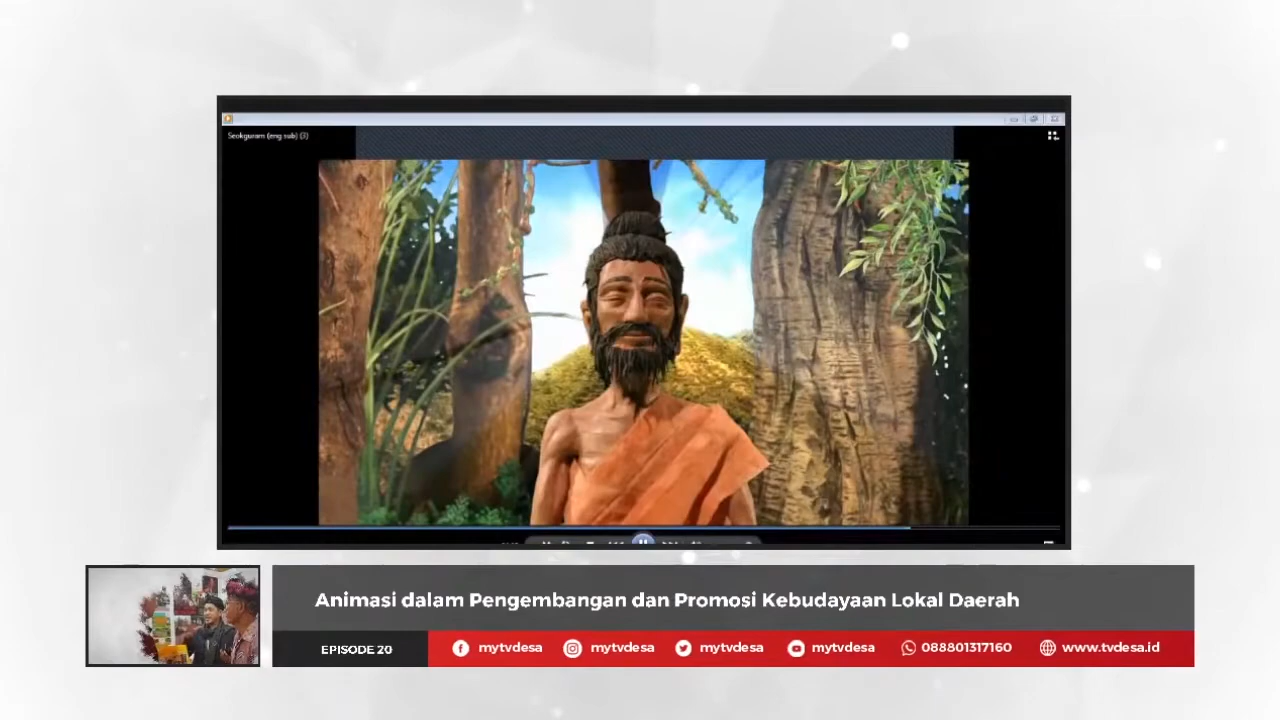 Seokguram (eng sub) (3)
Animasi dalam Pengembangan dan Promosi Kebudayaan Lokal Daerah
EPISODE 20
mytvdesa
mytvdesa
mytvdesa
mytvdesa
088801317160
www.tvdesa.id